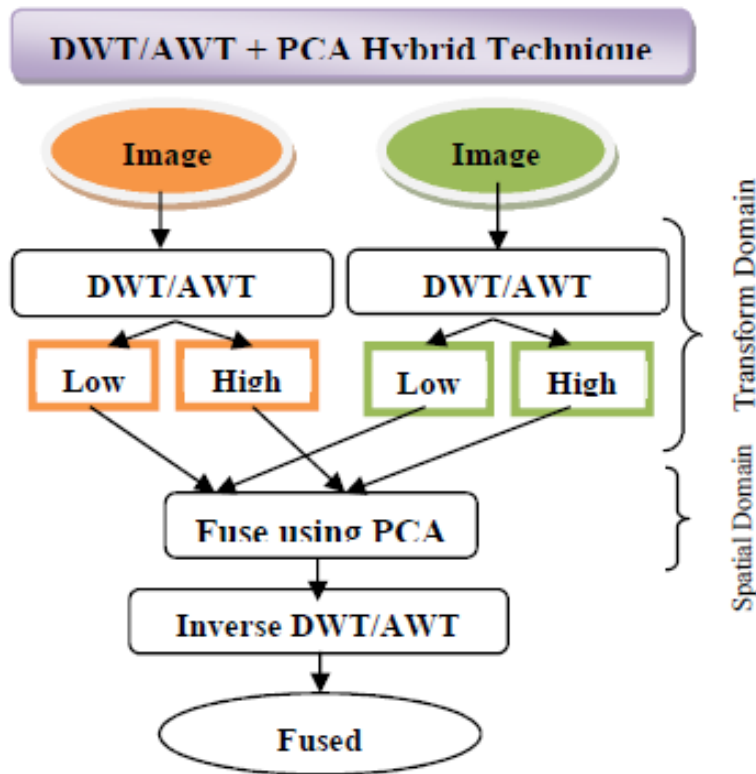 DWT/AWT + PCA Hybrid Technique
Image
Image
DWT/AWT
DWT/AWT
Low
High
Low
High
Transform Domain
Fuse using PCA
Spatial Domain
Inverse DWT/AWT
Fused